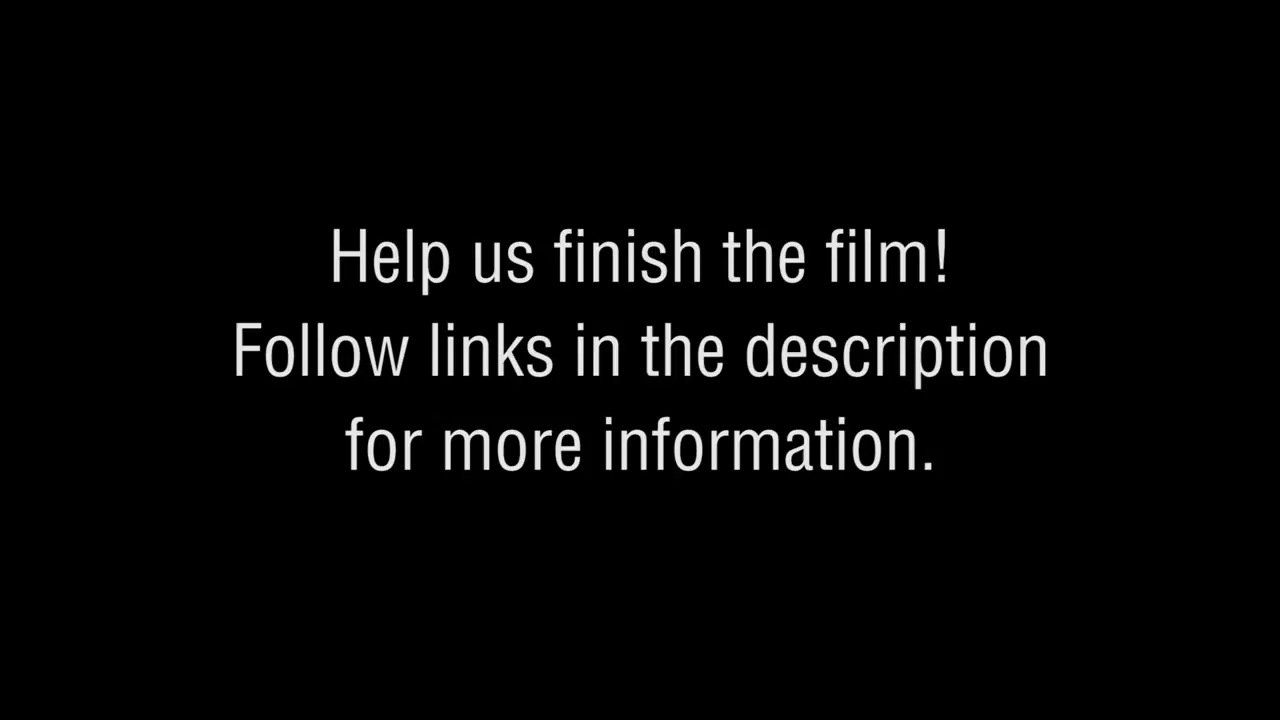 Help us finish the film!
Follow links in the description
for more information.